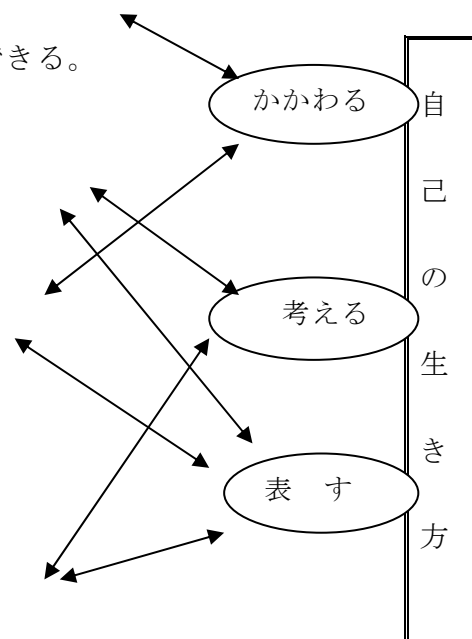 きる。
かかわる
考える
表　す
自己の生き方